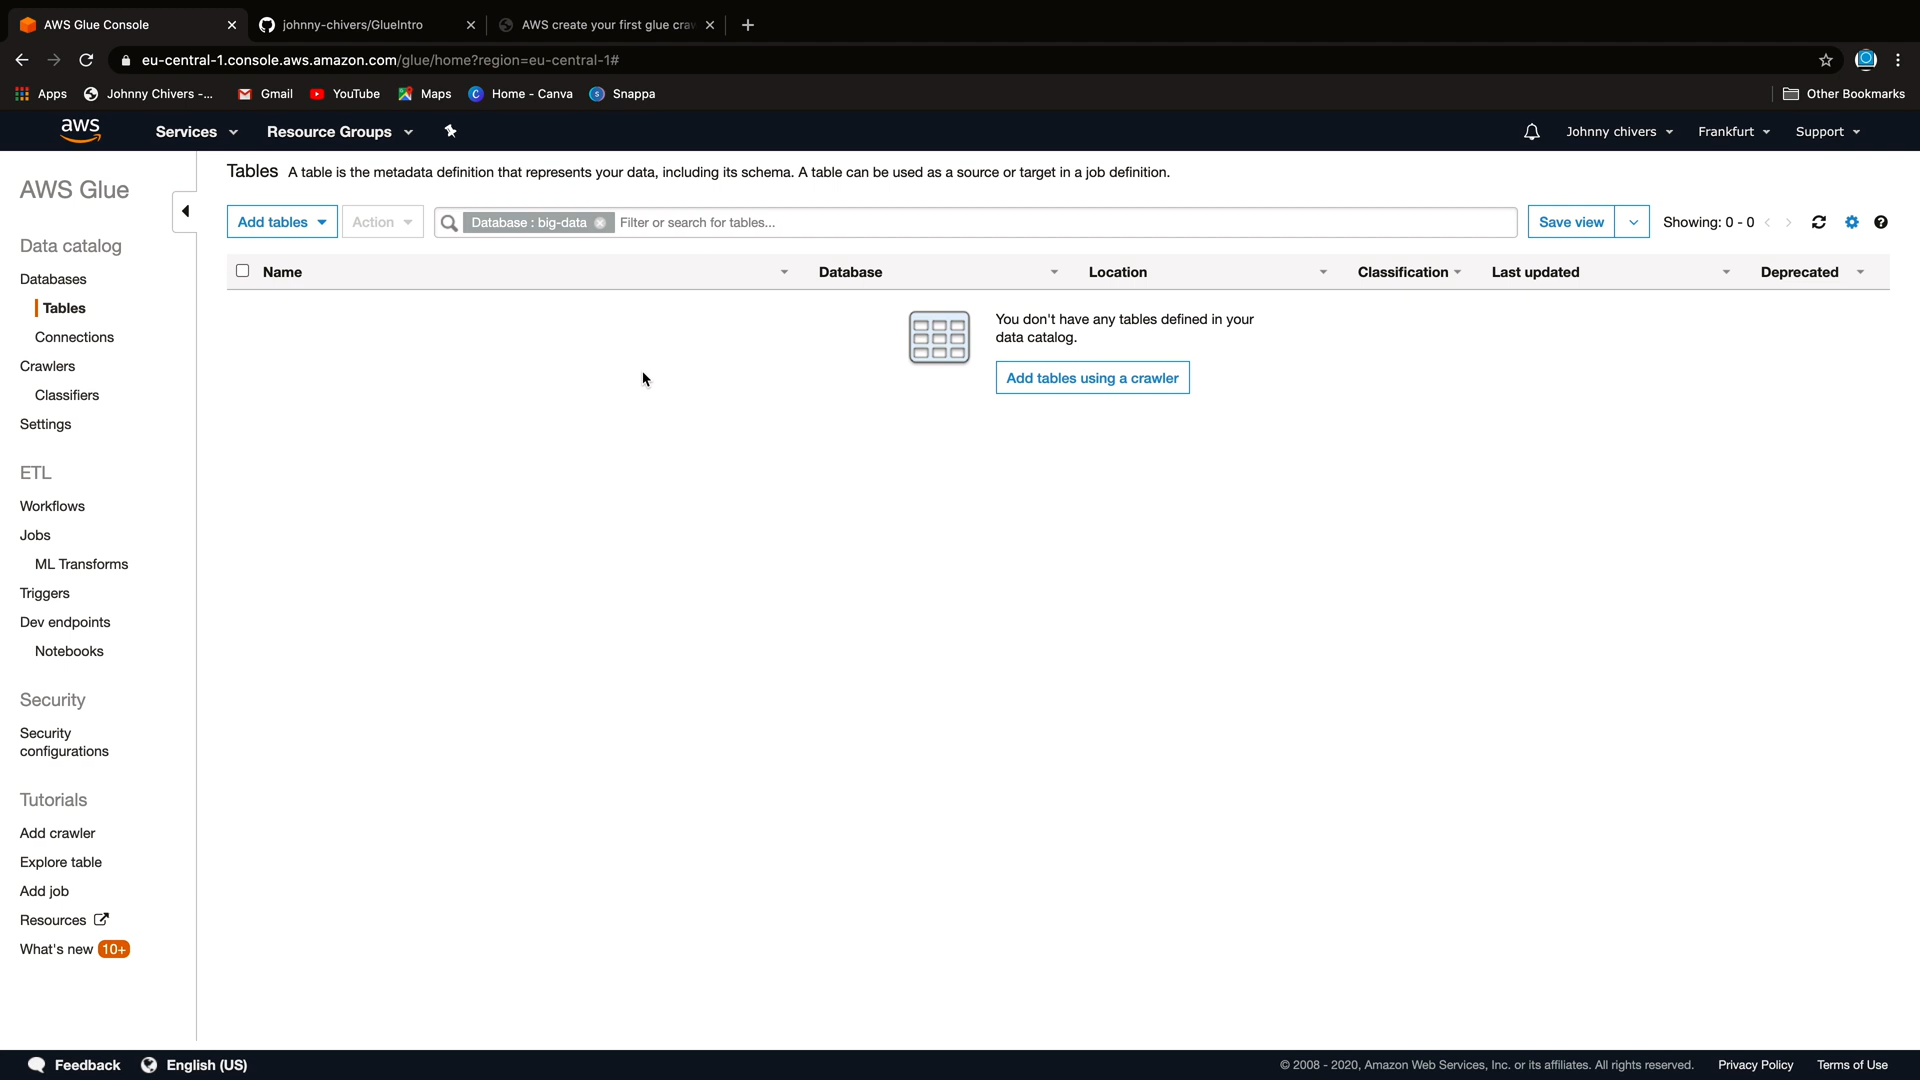 AWS Glue Console
johnny-chivers/GlueIntro
AWS create your first glue cra
eu-central-1.console.aws.amazon.com/glue/home?region=eu-central-1#
Apps
Johnny Chivers -...
Gmail
YouTube
Maps
Home - Canva
Snappa
Other Bookmarks
aws
Services
Resource Groups
Johnny chivers
Frankfurt
Support
AWS Glue
Data catalog
Databases
Tables
Connections
Crawlers
Classifiers
Settings
ETL
Workflows
Jobs
ML Transforms
Triggers
Dev endpoints
Notebooks
Security
Security
configurations
Tutorials
Add crawler
Explore table
Add job
Resources
What's new 10+
Tables A table is the metadata definition that represents your data, including its schema. A table can be used as a source or target in a job definition.
Add tables
Action
Database : big-data
Filter or search for tables...
Save view
Showing: 0 - 0
Name
Database
Location
Classification
Last updated
Deprecated
You don't have any tables defined in your
data catalog.
Add tables using a crawler
Feedback
English (US)
© 2008 - 2020, Amazon Web Services, Inc. or its affiliates. All rights reserved.
Privacy Policy
Terms of Use